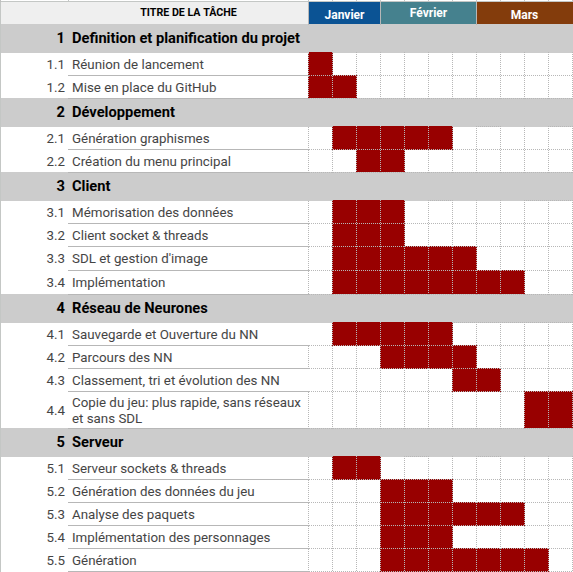 TITRE DE LA TÂCHE Janvier Février Mars
1 Definition et planification du projet
1.1 Réunion de lancement
1.2 Mise en place du GitHub
2 Développement
2.1 Génération graphismes
2.2 Création du menu principal
3 Client
3.1 Mémorisation des données
3.2 Client socket & threads
3.3 SDL et gestion d'image
3.4 Implémentation
4 Réseau de Neurones
4.1 Sauvegarde et Ouverture du NN
4.2 Parcours des NN
4.3 Classement, tri et évolution des NN
4.4 Copie du jeu: plus rapide, sans réseaux
et sans SDL
5 Serveur
5.1 Serveur sockets & threads
5.2 Génération des données du jeu
5.3 Analyse des paquets
5.4 Implémentation des personnages
5.5 Génération